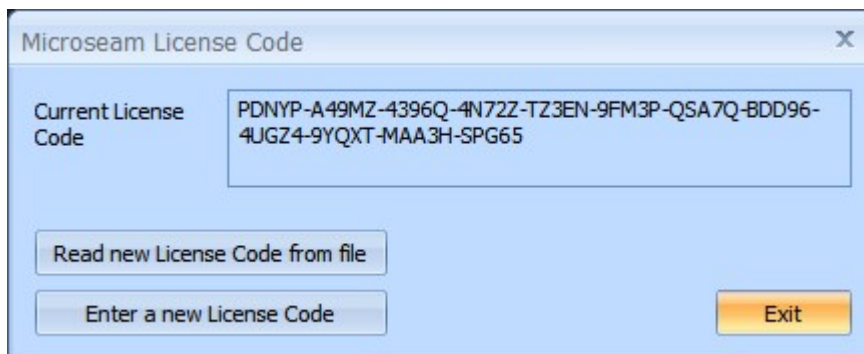 Microseam License Code
Current License
Code
PDNYP-A49MZ-4396Q-4N72Z-TZ3EN-9FM3P-QSA7Q-BDD96-
4UGZ4-9YQXT-MAA3H-SPG65
Read new License Code from file
Enter a new License Code
Exit